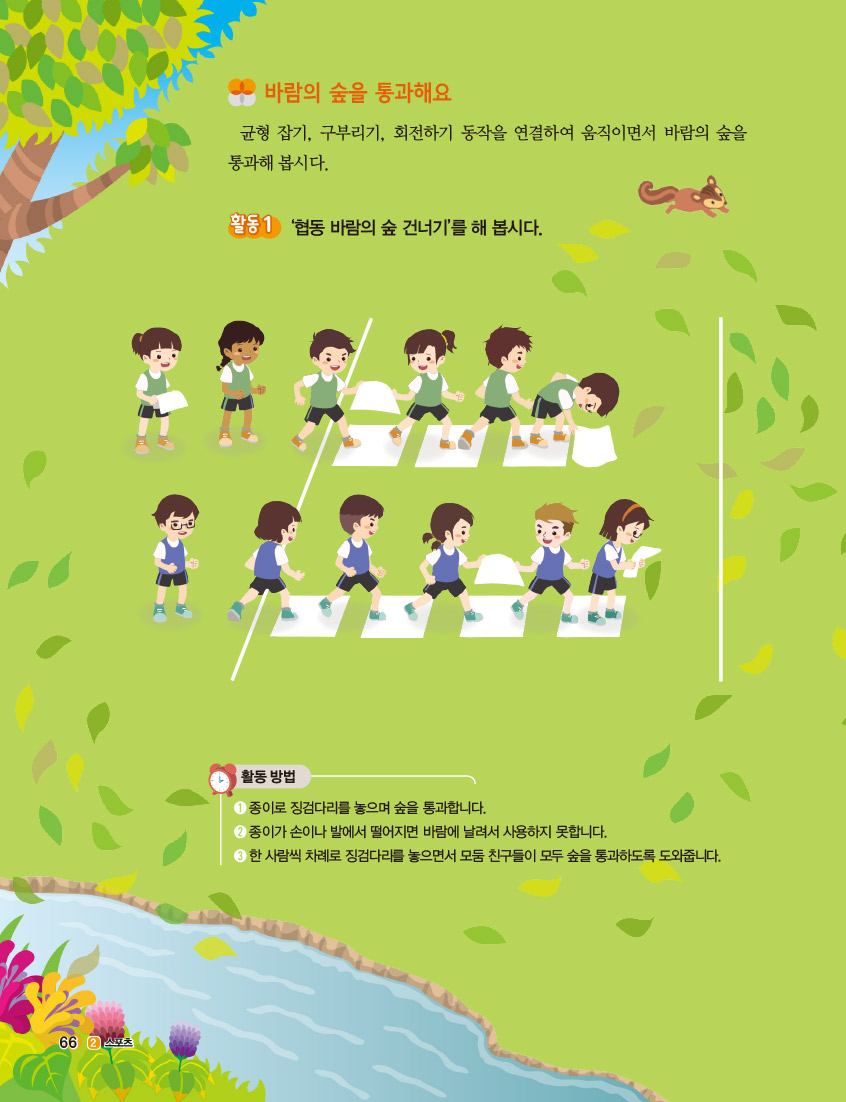 바람의 숲을 통과해요
균형 잡기, 구부리기, 회전하기 동작을 연결하여 움직이면서 바람의 숲을
통과해 봅시다.
활동 1 ‘협동 바람의 숲 건너기’를 해 봅시다.
활동 방법
1 종이로 징검다리를 놓으며 숲을 통과합니다.
2 종이가 손이나 발에서 떨어지면 바람에 날려서 사용하지 못합니다.
3 한 사람씩 차례로 징검다리를 놓으면서 모둠 친구들이 모두 숲을 통과하도록 도와줍니다.
66 2 스포츠